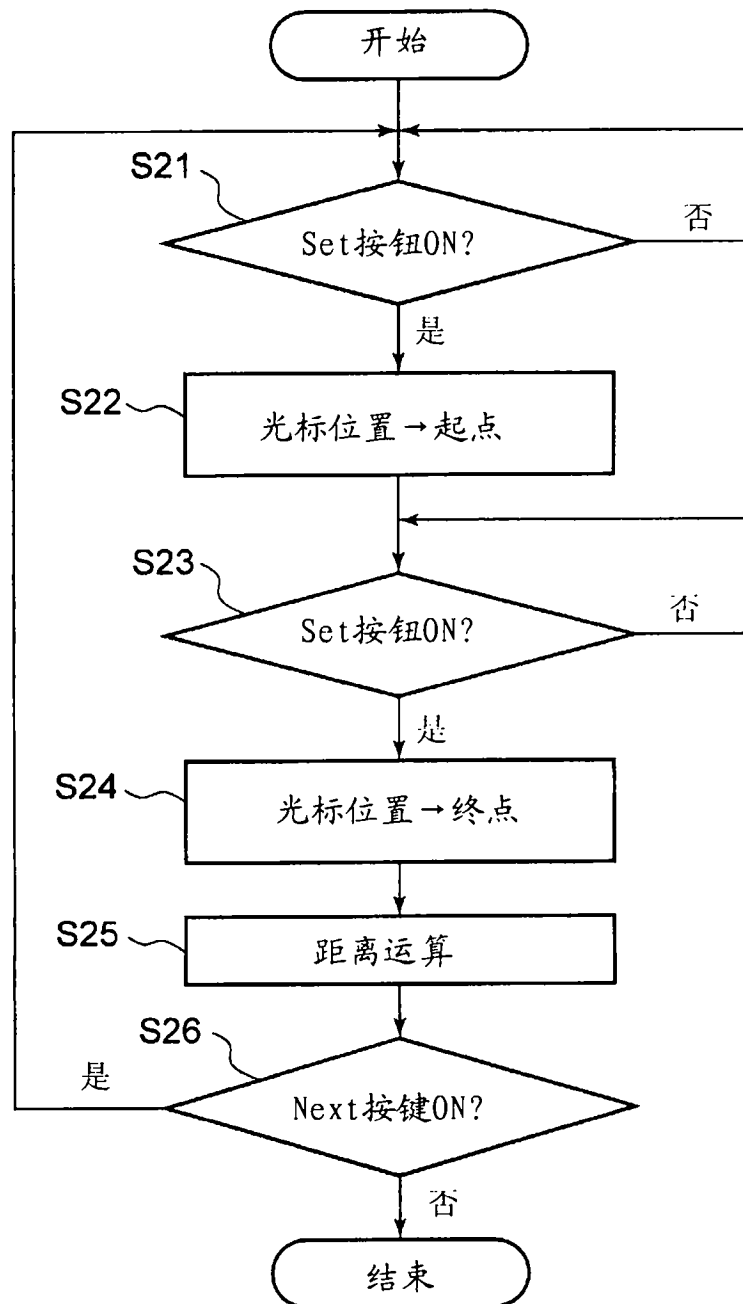 开始
S21
Set按钮ON?
否
是
S22
光标位置→起点
S23
Set按钮ON?
否
是
S24
光标位置→终点
S25
距离运算
S26
是
Next按键ON?
否
结束